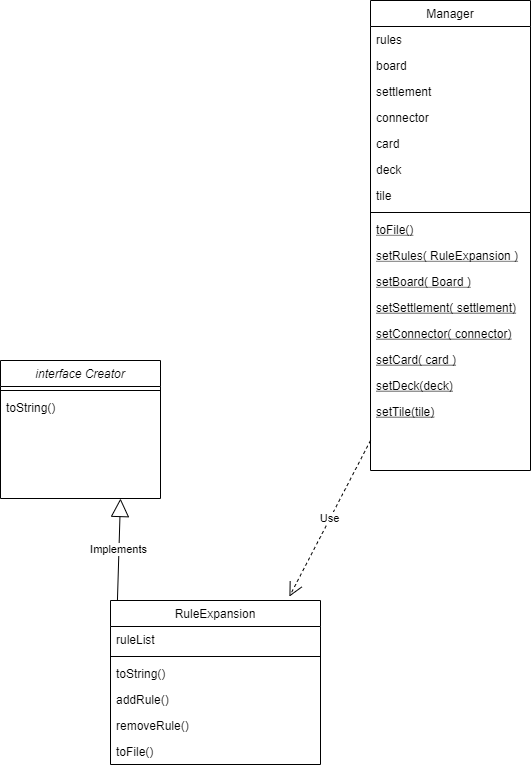 Manager
rules
board
settlement
connector
card
deck
tile
toFile()
setRules( RuleExpansion )
setBoard( Board )
setSettlement( settlement)
setConnector( connector)
setCard( card )
setDeck(deck)
setTile(tile)
interface Creator
toString()
Use
Implements
RuleExpansion
ruleList
toString()
addRule()
removeRule()
toFile()